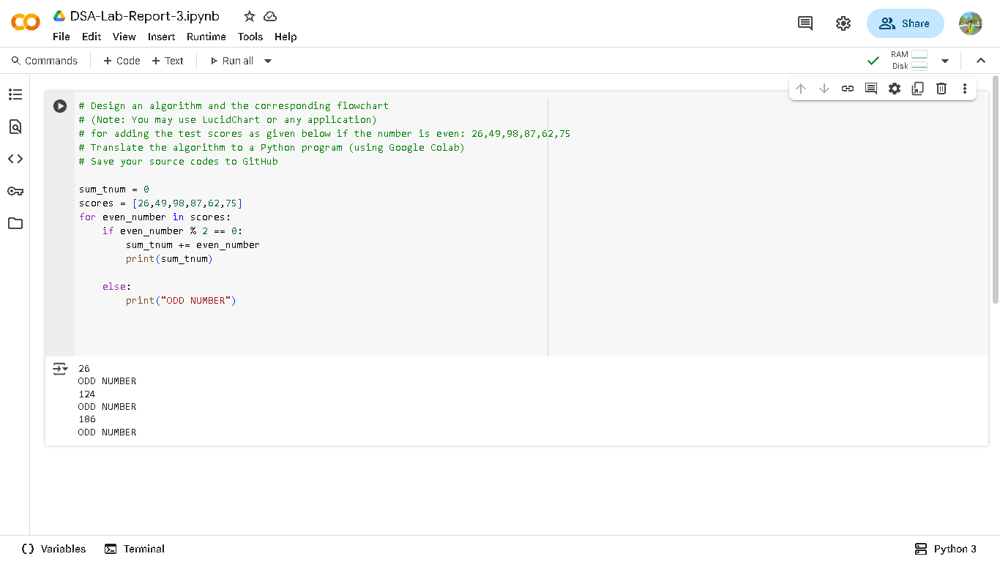 DSA-Lab-Report-3.ipynb
File Edit View Insert Runtime Tools Help
Share
Commands + Code + Text Run all
RAM
Disk
# Design an algorithm and the corresponding flowchart
# (Note: You may use LucidChart or any application)
# for adding the test scores as given below if the number is even: 26,49,98,87,62,75
# Translate the algorithm to a Python program (using Google Colab)
# Save your source codes to GitHub
sum_tnum = 0
scores = [26,49,98,87,62,75]
for even_number in scores:
    if even_number % 2 == 0:
        sum_tnum += even_number
        print(sum_tnum)
    else:
        print("ODD NUMBER")
26
ODD NUMBER
124
ODD NUMBER
186
ODD NUMBER
Variables Terminal Python 3